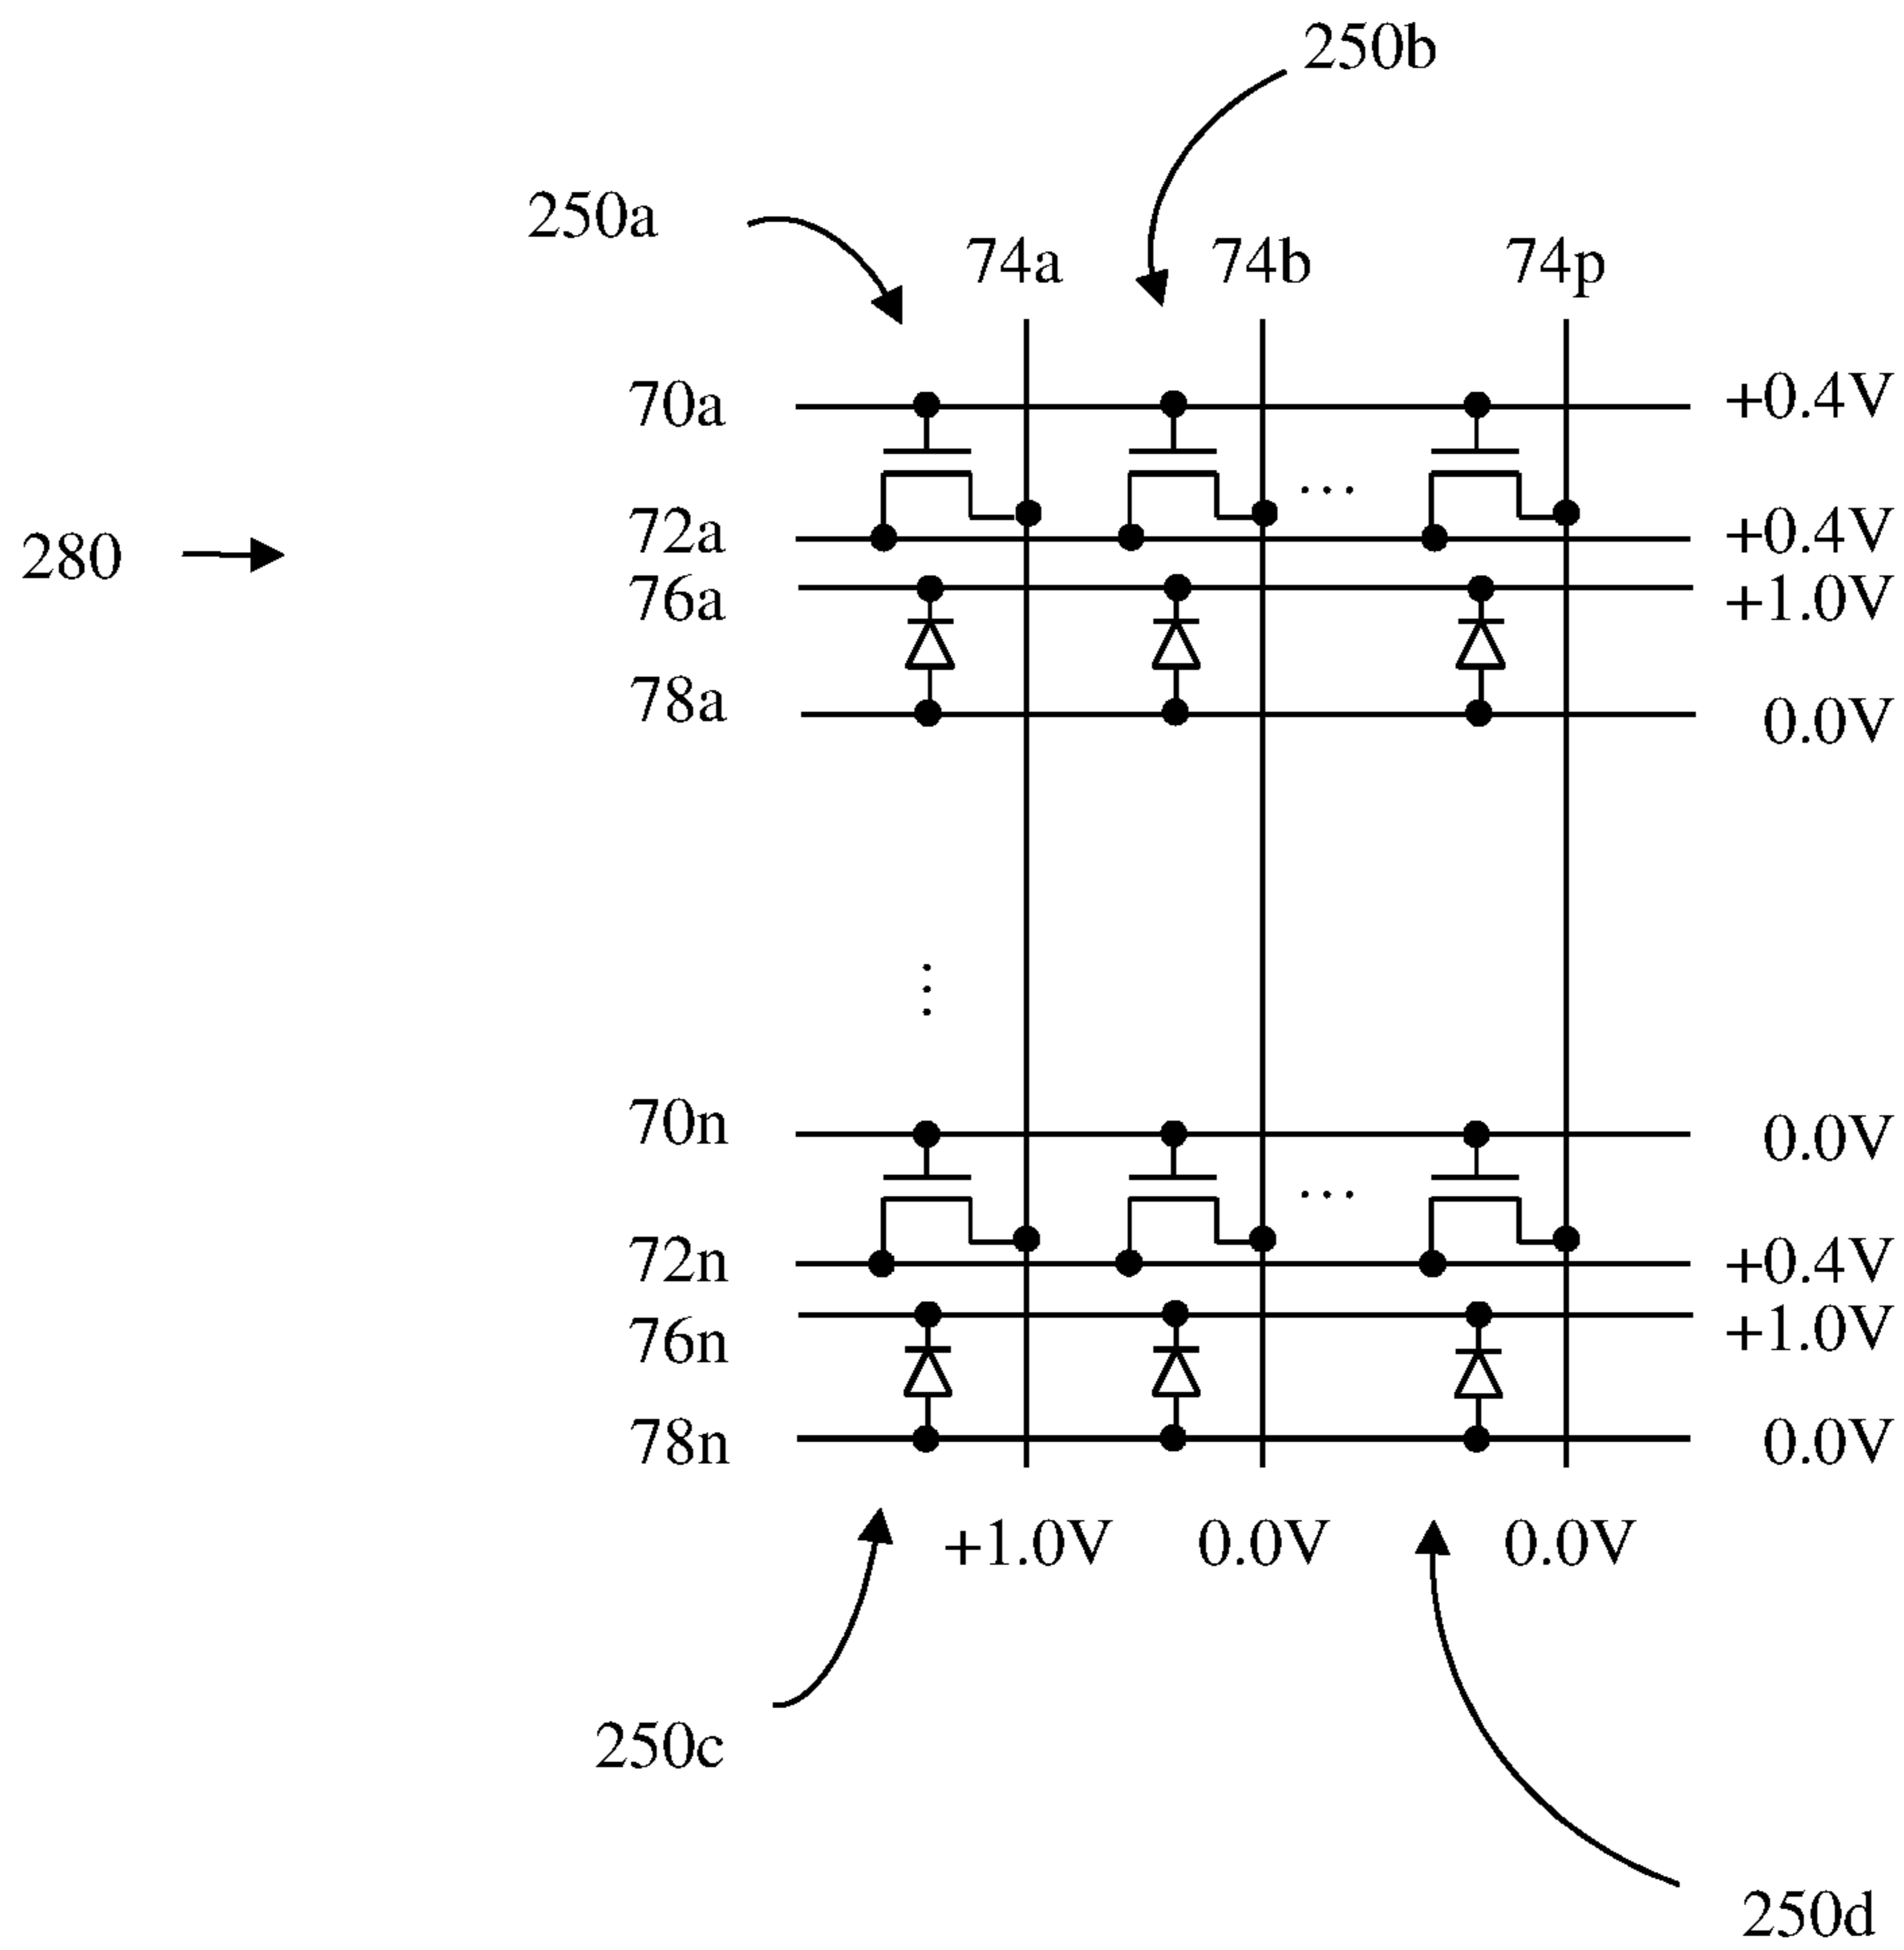 250b
250a
74a 74b 74p
70a +0.4V
...
72a +0.4V
280
76a +1.0V
78a 0.0V
...
70n 0.0V
...
72n +0.4V
76n +1.0V
78n 0.0V
+1.0V 0.0V 0.0V
250c
250d